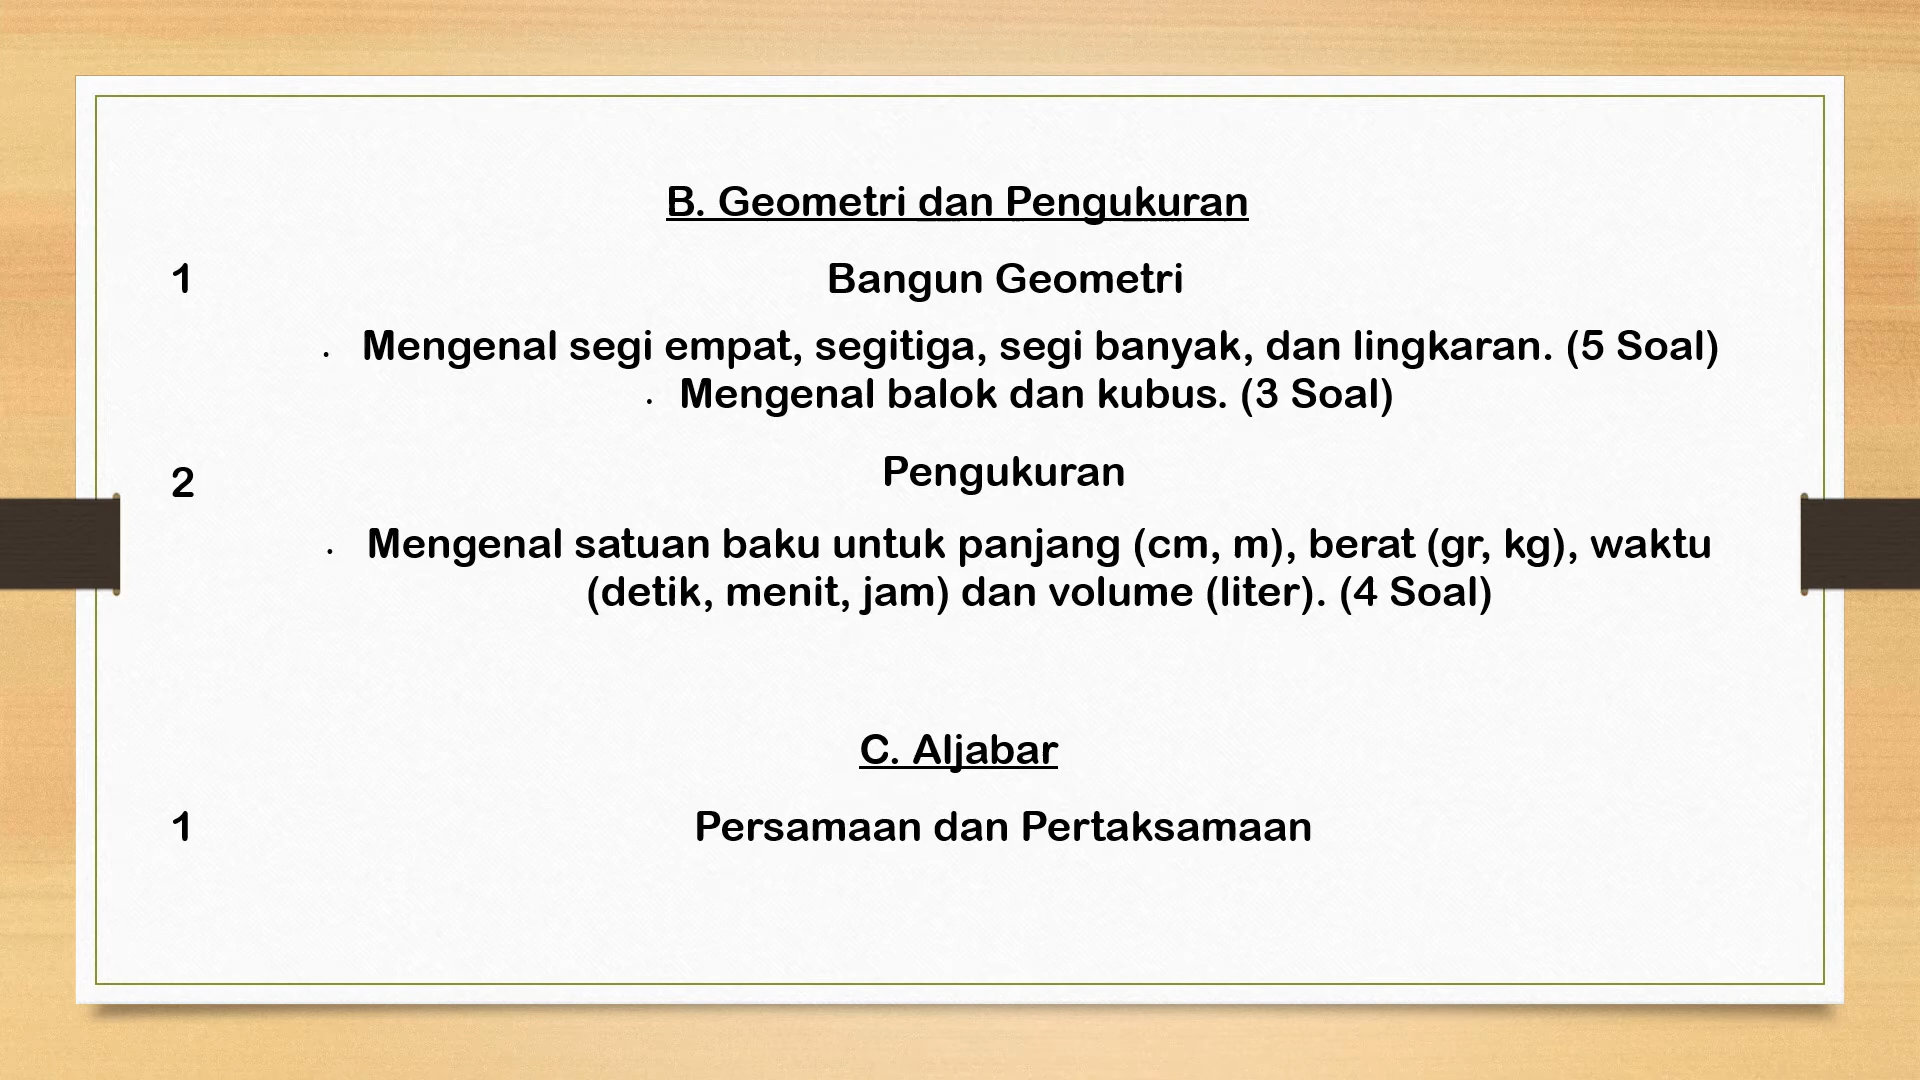 B. Geometri dan Pengukuran
1 Bangun Geometri
• Mengenal segi empat, segitiga, segi banyak, dan lingkaran. (5 Soal)
• Mengenal balok dan kubus. (3 Soal)
2 Pengukuran
• Mengenal satuan baku untuk panjang (cm, m), berat (gr, kg), waktu
(detik, menit, jam) dan volume (liter). (4 Soal)
C. Aljabar
1 Persamaan dan Pertaksamaan